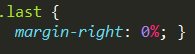 .last {
  margin-right: 0%; }